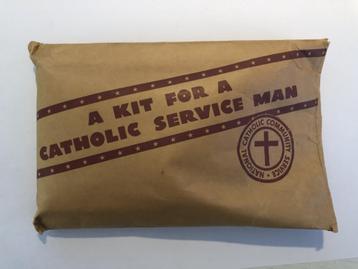 A KIT FOR A
CATHOLIC SERVICE MAN
NATIONAL CATHOLIC COMMUNITY SERVICE